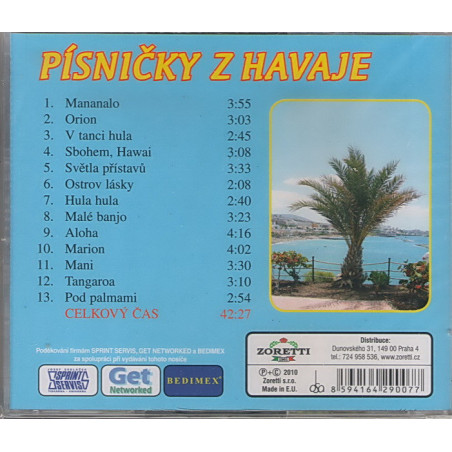 PÍSNIČKY Z HAVAJE
1. Mananalo 3:55
2. Orion 3:03
3. V tanci hula 2:45
4. Sbohem, Hawai 3:08
5. Světla přístavů 3:33
6. Ostrov lásky 2:08
7. Hula hula 2:40
8. Malé banjo 3:23
9. Aloha 4:16
10. Marion 4:02
11. Mani 3:30
12. Tangaroa 3:10
13. Pod palmami 2:54
CELKOVÝ ČAS 42:27
Poděkování firmám SPRINT SERVIS, GET NETWORKED a BEDIMEX
za spolupráci při vydávání tohoto nosiče
SPRINT
SERVIS
Get
Networked
BEDIMEX
ZORETTI
Distribuce:
Dunovského 31, 149 00 Praha 4
tel.: 724 958 536, www.zoretti.cz
℗+© 2010
Zoretti s.r.o.
Made in E.U.
8 594164 290077